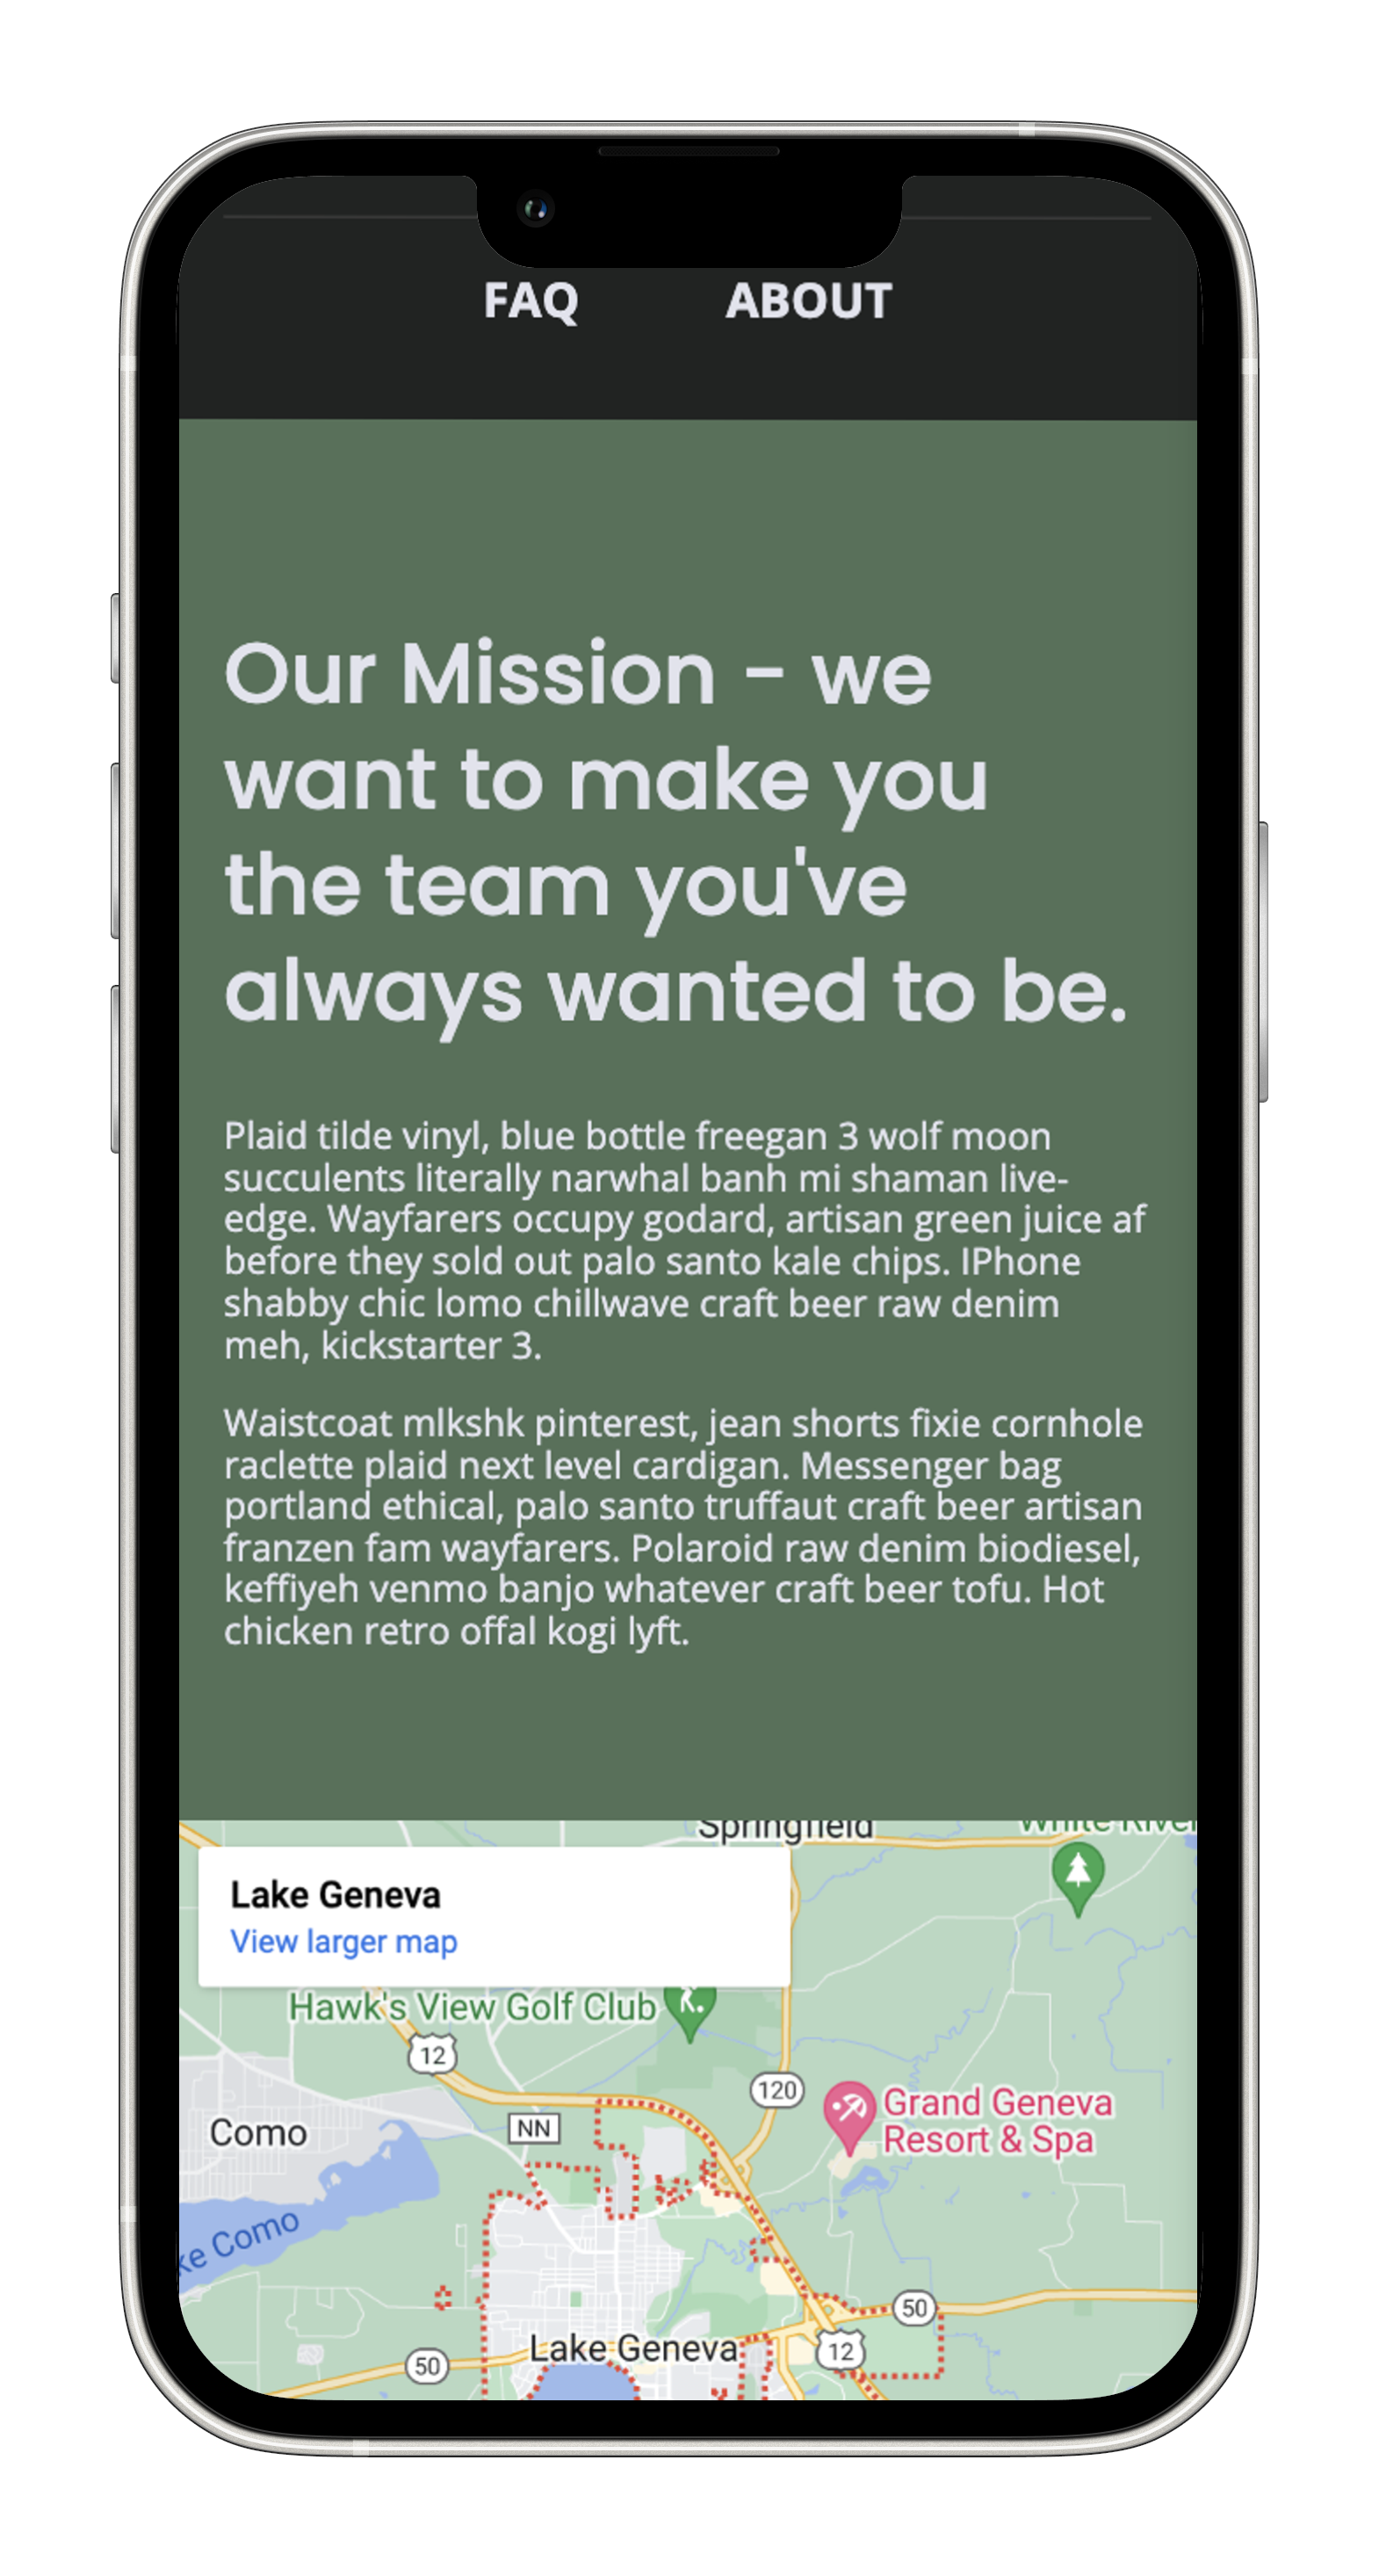 FAQ ABOUT
Our Mission - we
want to make you
the team you've
always wanted to be.
Plaid tilde vinyl, blue bottle freegan 3 wolf moon
succulents literally narwhal banh mi shaman live-
edge. Wayfarers occupy godard, artisan green juice af
before they sold out palo santo kale chips. IPhone
shabby chic lomo chillwave craft beer raw denim
meh, kickstarter 3.
Waistcoat mlkshk pinterest, jean shorts fixie cornhole
raclette plaid next level cardigan. Messenger bag
portland ethical, palo santo truffaut craft beer artisan
franzen fam wayfarers. Polaroid raw denim biodiesel,
keffiyeh venmo banjo whatever craft beer tofu. Hot
chicken retro offal kogi lyft.
Springfield
White River
Lake Geneva
View larger map
Hawk's View Golf Club
12
120
Grand Geneva
Resort & Spa
NN
Como
ke Como
50
Lake Geneva
12
50